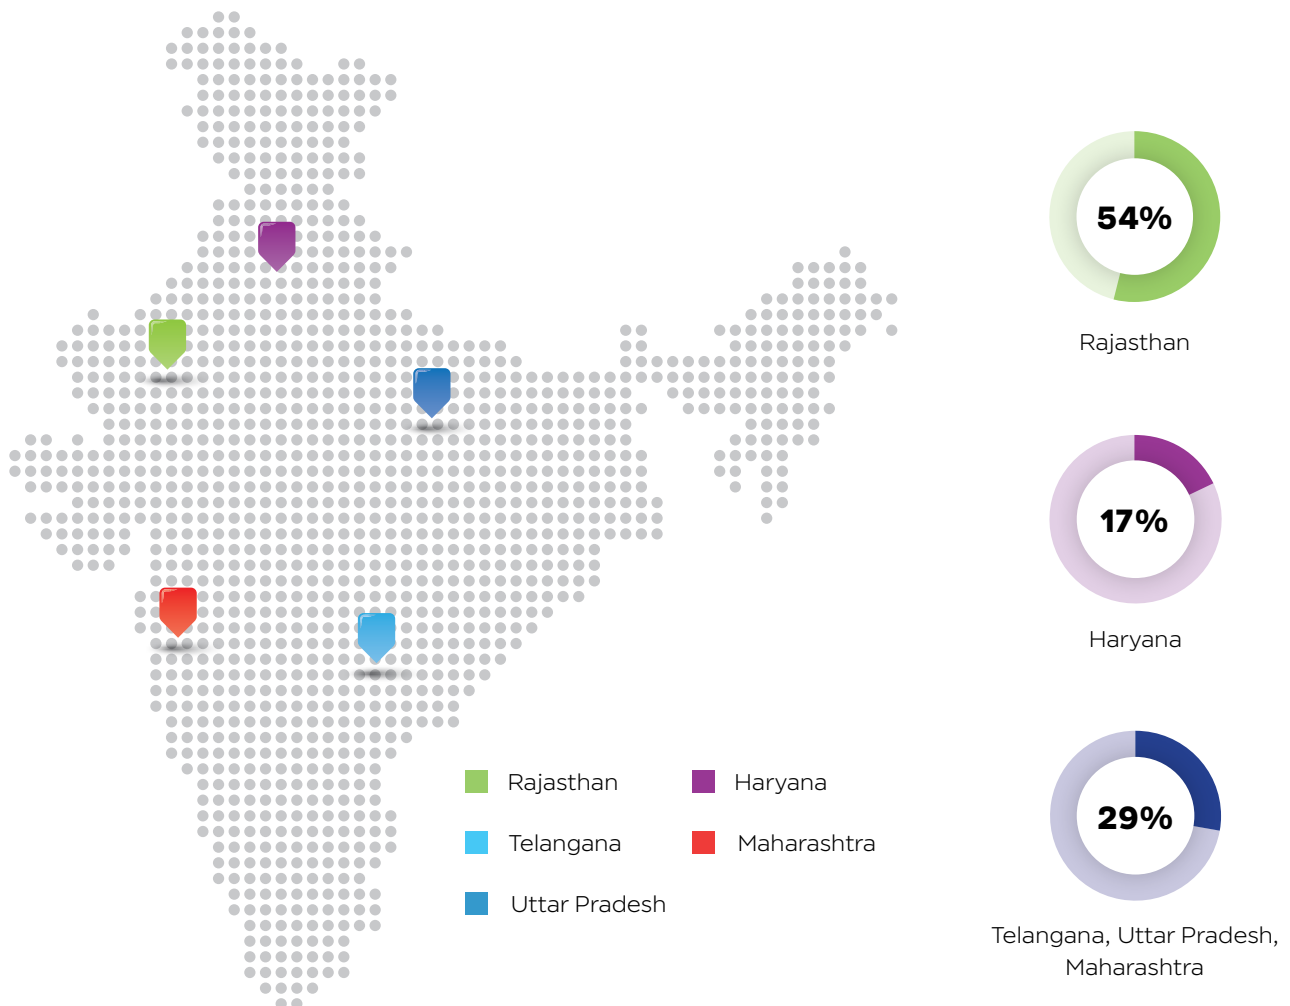 54%
Rajasthan
17%
Haryana
29%
Telangana, Uttar Pradesh,
Maharashtra
Rajasthan
Haryana
Telangana
Maharashtra
Uttar Pradesh